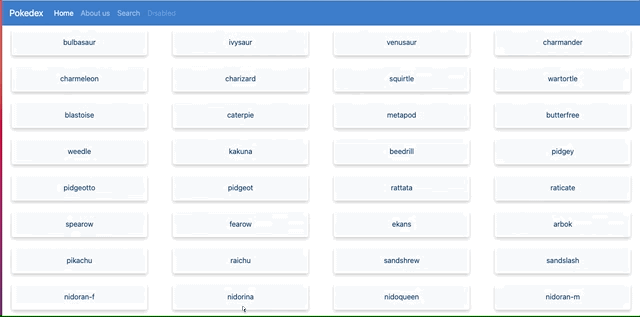 Pokedex Home About us Search Disabled
bulbasaur ivysaur venusaur charmander
charmeleon charizard squirtle wartortle
blastoise caterpie metapod butterfree
weedle kakuna beedrill pidgey
pidgeotto pidgeot rattata raticate
spearow fearow ekans arbok
pikachu raichu sandshrew sandslash
nidoran-f nidorina nidoqueen nidoran-m